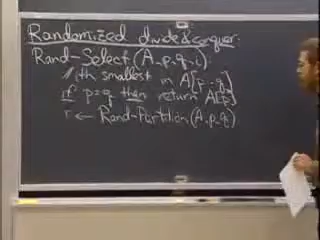 Randomized divide & conquer:
Rand-Select(A,p,q,i)
ith smallest in A[p..q]
if p=q then return A[p]
r ← Rand-Partition(A,p,q)